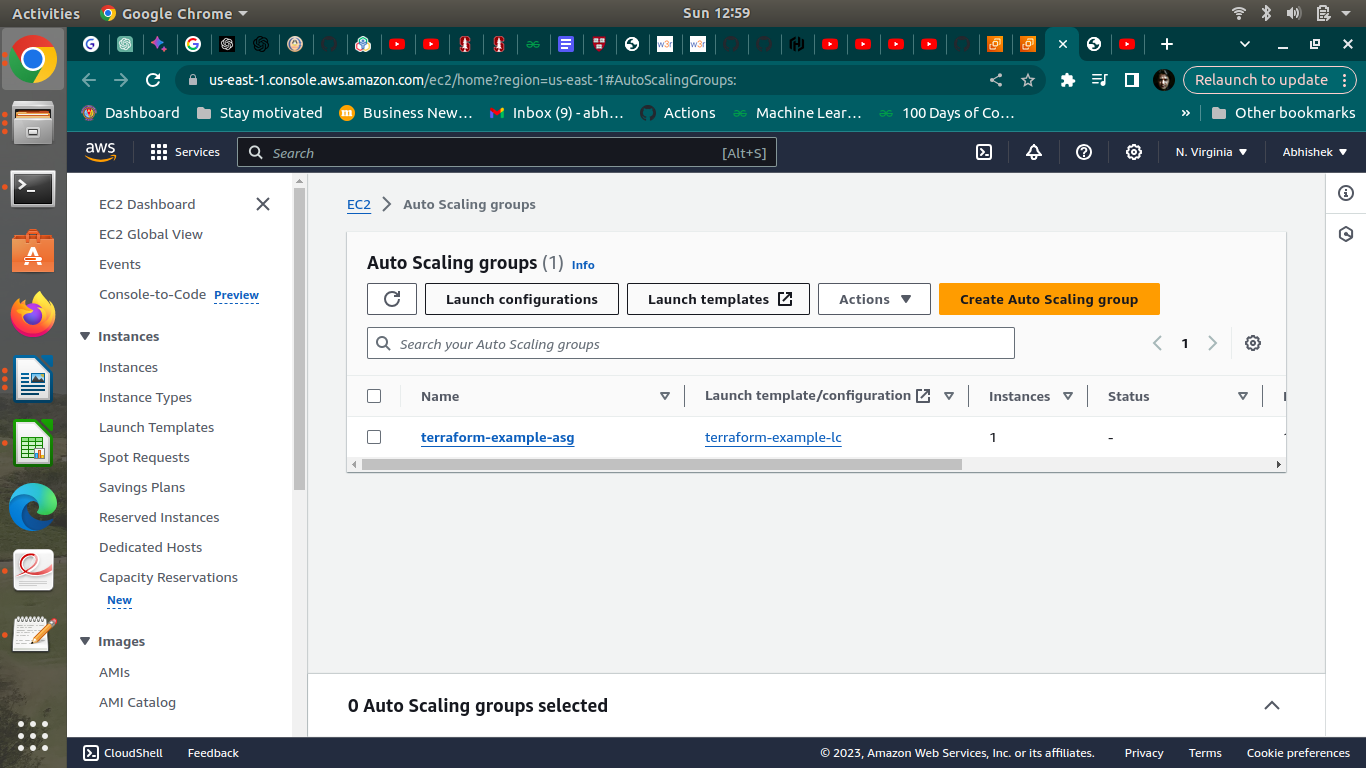 Activities Google Chrome Sun 12:59
us-east-1.console.aws.amazon.com/ec2/home?region=us-east-1#AutoScalingGroups: Relaunch to update
Dashboard Stay motivated Business New… Inbox (9) - abh… Actions Machine Lear… 100 Days of Co… » Other bookmarks
aws Services Search [Alt+S] N. Virginia Abhishek
EC2 Dashboard
EC2 Global View
Events
Console-to-Code Preview
Instances
Instances
Instance Types
Launch Templates
Spot Requests
Savings Plans
Reserved Instances
Dedicated Hosts
Capacity Reservations
New
Images
AMIs
AMI Catalog
EC2 Auto Scaling groups
Auto Scaling groups (1) Info
Launch configurations Launch templates Actions Create Auto Scaling group
Search your Auto Scaling groups 1
Name Launch template/configuration Instances Status
terraform-example-asg terraform-example-lc 1 -
0 Auto Scaling groups selected
CloudShell Feedback © 2023, Amazon Web Services, Inc. or its affiliates. Privacy Terms Cookie preferences